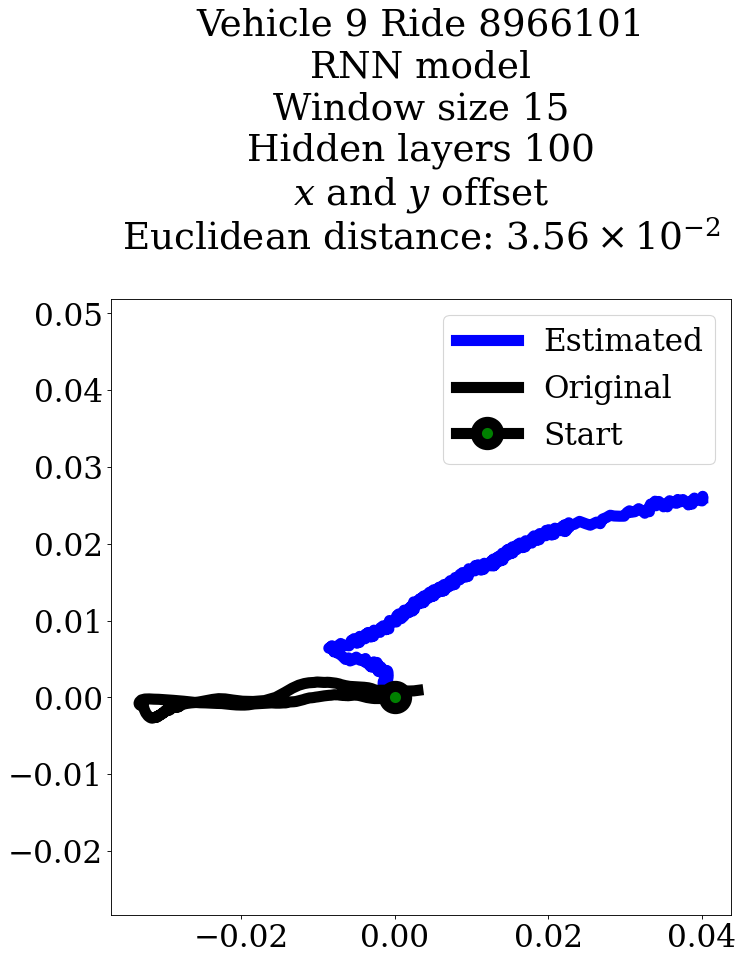 Vehicle 9 Ride 8966101
RNN model
Window size 15
Hidden layers 100
x and y offset
Euclidean distance: 3.56 × 10⁻²
0.05
0.04
0.03
0.02
0.01
0.00
−0.01
−0.02
Estimated
Original
Start
−0.02 0.00 0.02 0.04